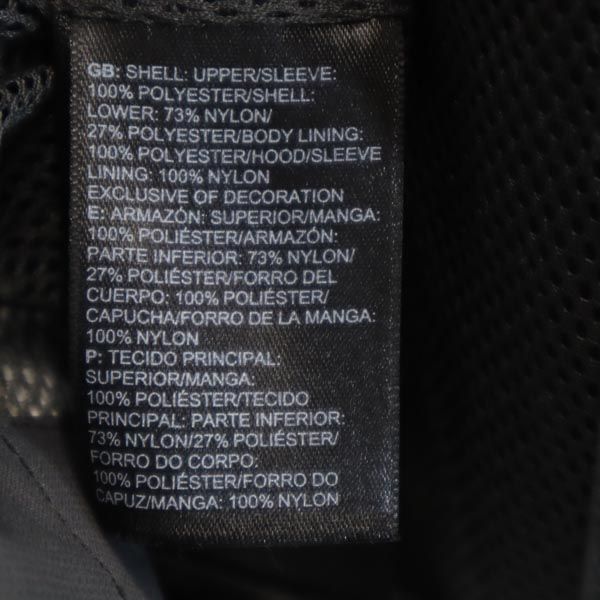 GB: SHELL: UPPER/SLEEVE:
100% POLYESTER/SHELL:
LOWER: 73% NYLON/
27% POLYESTER/BODY LINING:
100% POLYESTER/HOOD/SLEEVE
LINING: 100% NYLON
EXCLUSIVE OF DECORATION
E: ARMAZÓN: SUPERIOR/MANGA:
100% POLIÉSTER/ARMAZÓN:
PARTE INFERIOR: 73% NYLON/
27% POLIÉSTER/FORRO DEL
CUERPO: 100% POLIÉSTER/
CAPUCHA/FORRO DE LA MANGA:
100% NYLON
P: TECIDO PRINCIPAL:
SUPERIOR/MANGA:
100% POLIÉSTER/TECIDO
PRINCIPAL: PARTE INFERIOR:
73% NYLON/27% POLIÉSTER/
FORRO DO CORPO:
100% POLIÉSTER/FORRO DO
CAPUZ/MANGA: 100% NYLON